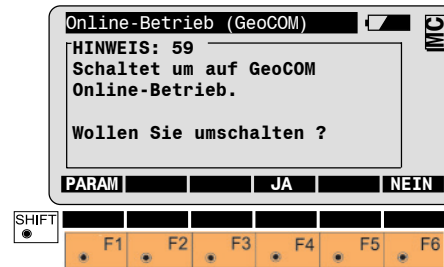 Online-Betrieb (GeoCOM)
MC
HINWEIS: 59
Schaltet um auf GeoCOM
Online-Betrieb.
Wollen Sie umschalten ?
PARAM JA NEIN
SHIFT
F1 F2 F3 F4 F5 F6